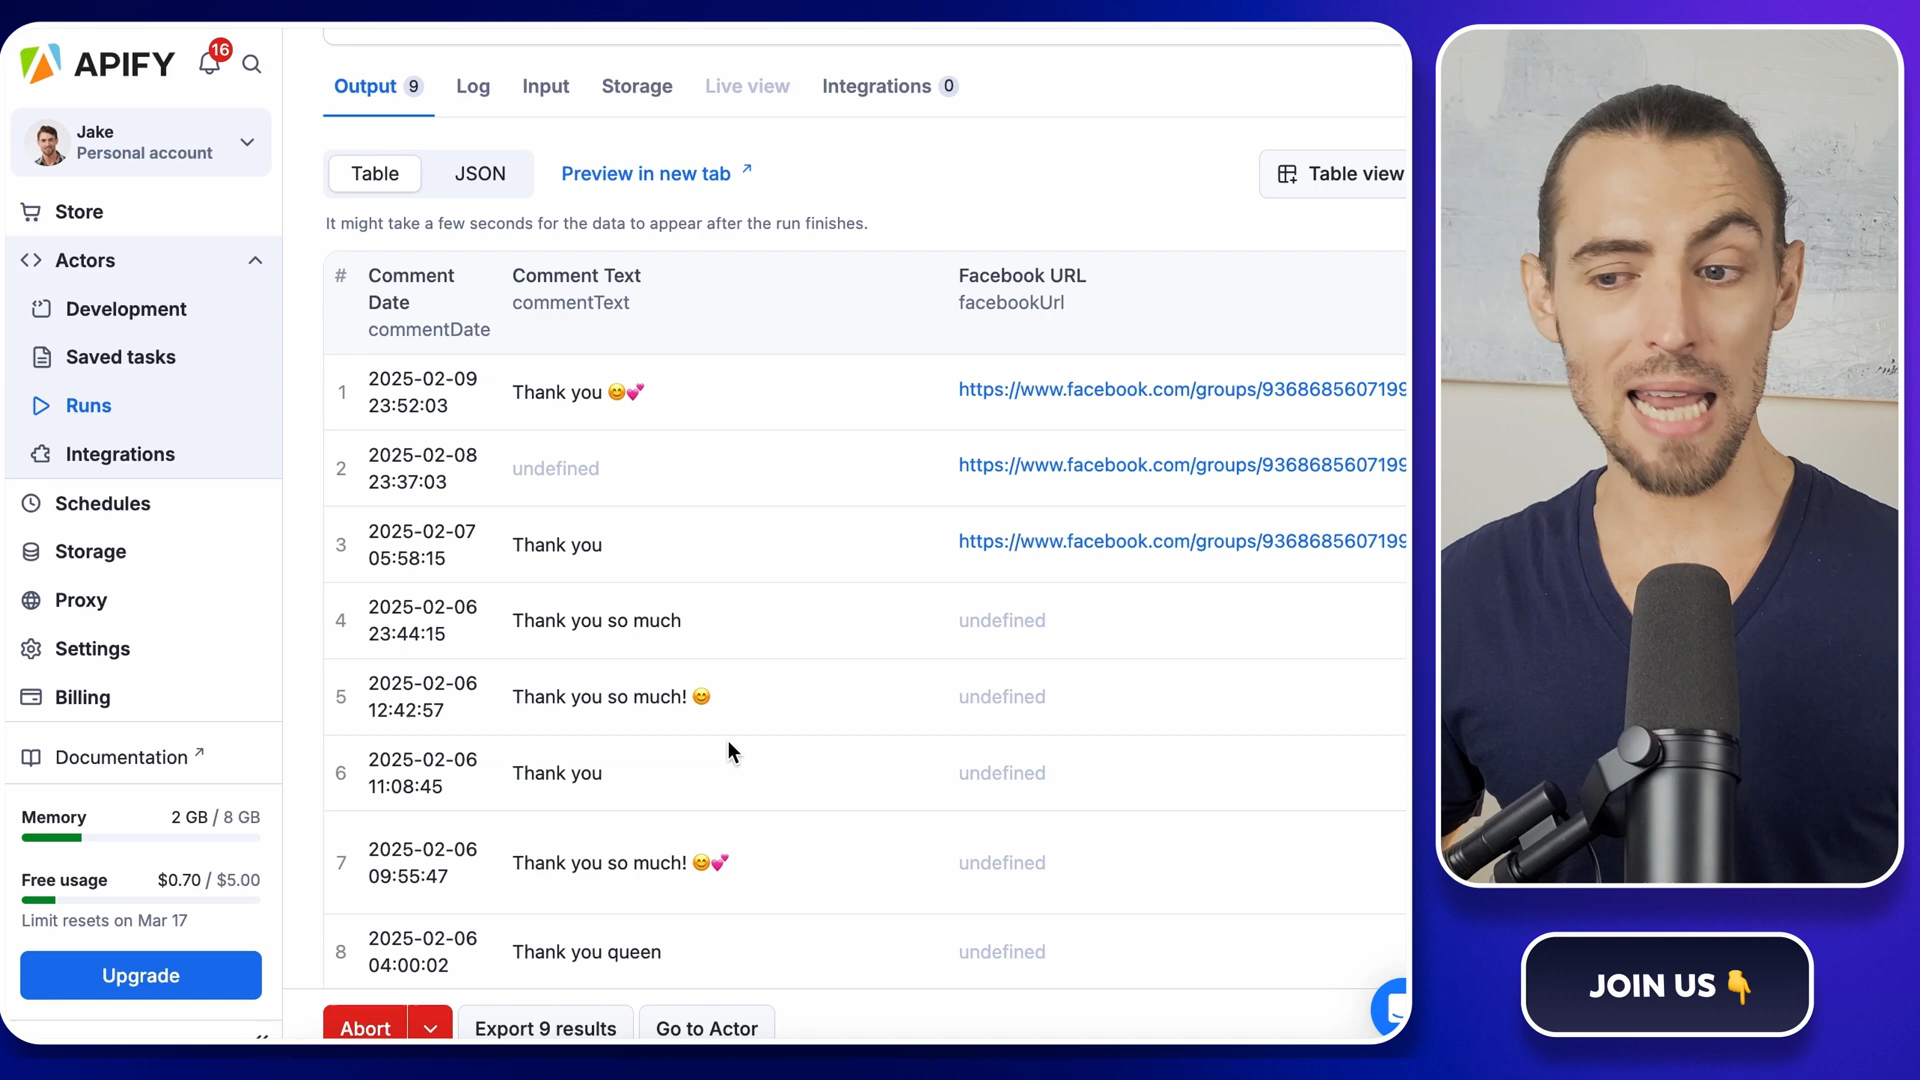 APIFY
16
Jake
Personal account
Store
Actors
Development
Saved tasks
Runs
Integrations
Schedules
Storage
Proxy
Settings
Billing
Documentation ↗
Memory 2 GB / 8 GB
Free usage $0.70 / $5.00
Limit resets on Mar 17
Upgrade
Output 9 Log Input Storage Live view Integrations 0
Table JSON Preview in new tab ↗ Table view
It might take a few seconds for the data to appear after the run finishes.
# Comment Date commentDate Comment Text commentText Facebook URL facebookUrl
1 2025-02-09 23:52:03 Thank you 😊💕 https://www.facebook.com/groups/9368685607199
2 2025-02-08 23:37:03 undefined https://www.facebook.com/groups/9368685607199
3 2025-02-07 05:58:15 Thank you https://www.facebook.com/groups/9368685607199
4 2025-02-06 23:44:15 Thank you so much undefined
5 2025-02-06 12:42:57 Thank you so much! 😊 undefined
6 2025-02-06 11:08:45 Thank you undefined
7 2025-02-06 09:55:47 Thank you so much! 😊💕 undefined
8 2025-02-06 04:00:02 Thank you queen undefined
Abort Export 9 results Go to Actor
JOIN US 👇